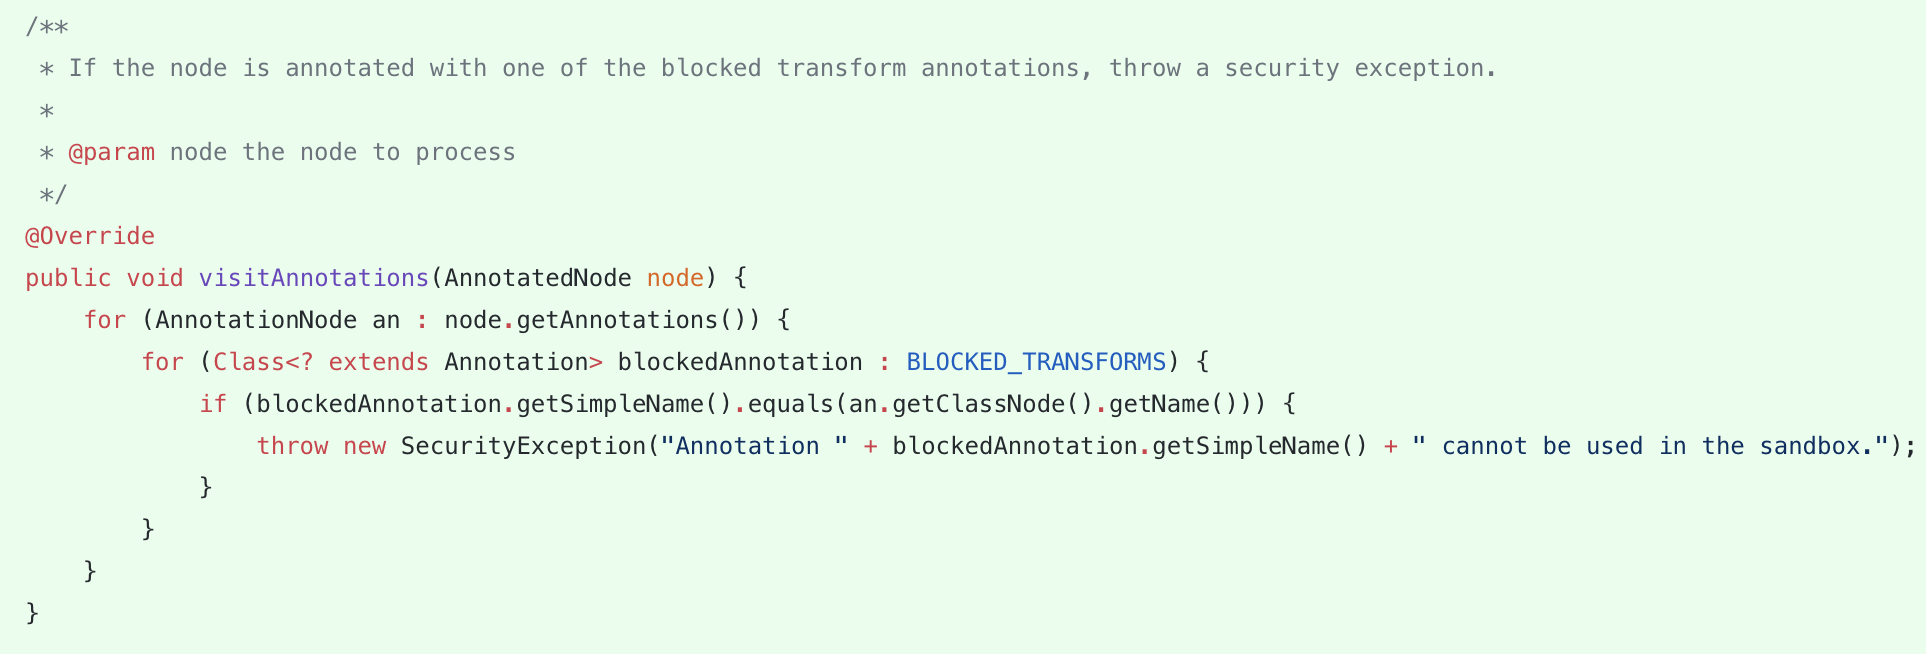 /**
 * If the node is annotated with one of the blocked transform annotations, throw a security exception.
 *
 * @param node the node to process
 */
@Override
public void visitAnnotations(AnnotatedNode node) {
    for (AnnotationNode an : node.getAnnotations()) {
        for (Class<? extends Annotation> blockedAnnotation : BLOCKED_TRANSFORMS) {
            if (blockedAnnotation.getSimpleName().equals(an.getClassNode().getName())) {
                throw new SecurityException("Annotation " + blockedAnnotation.getSimpleName() + " cannot be used in the sandbox.");
            }
        }
    }
}